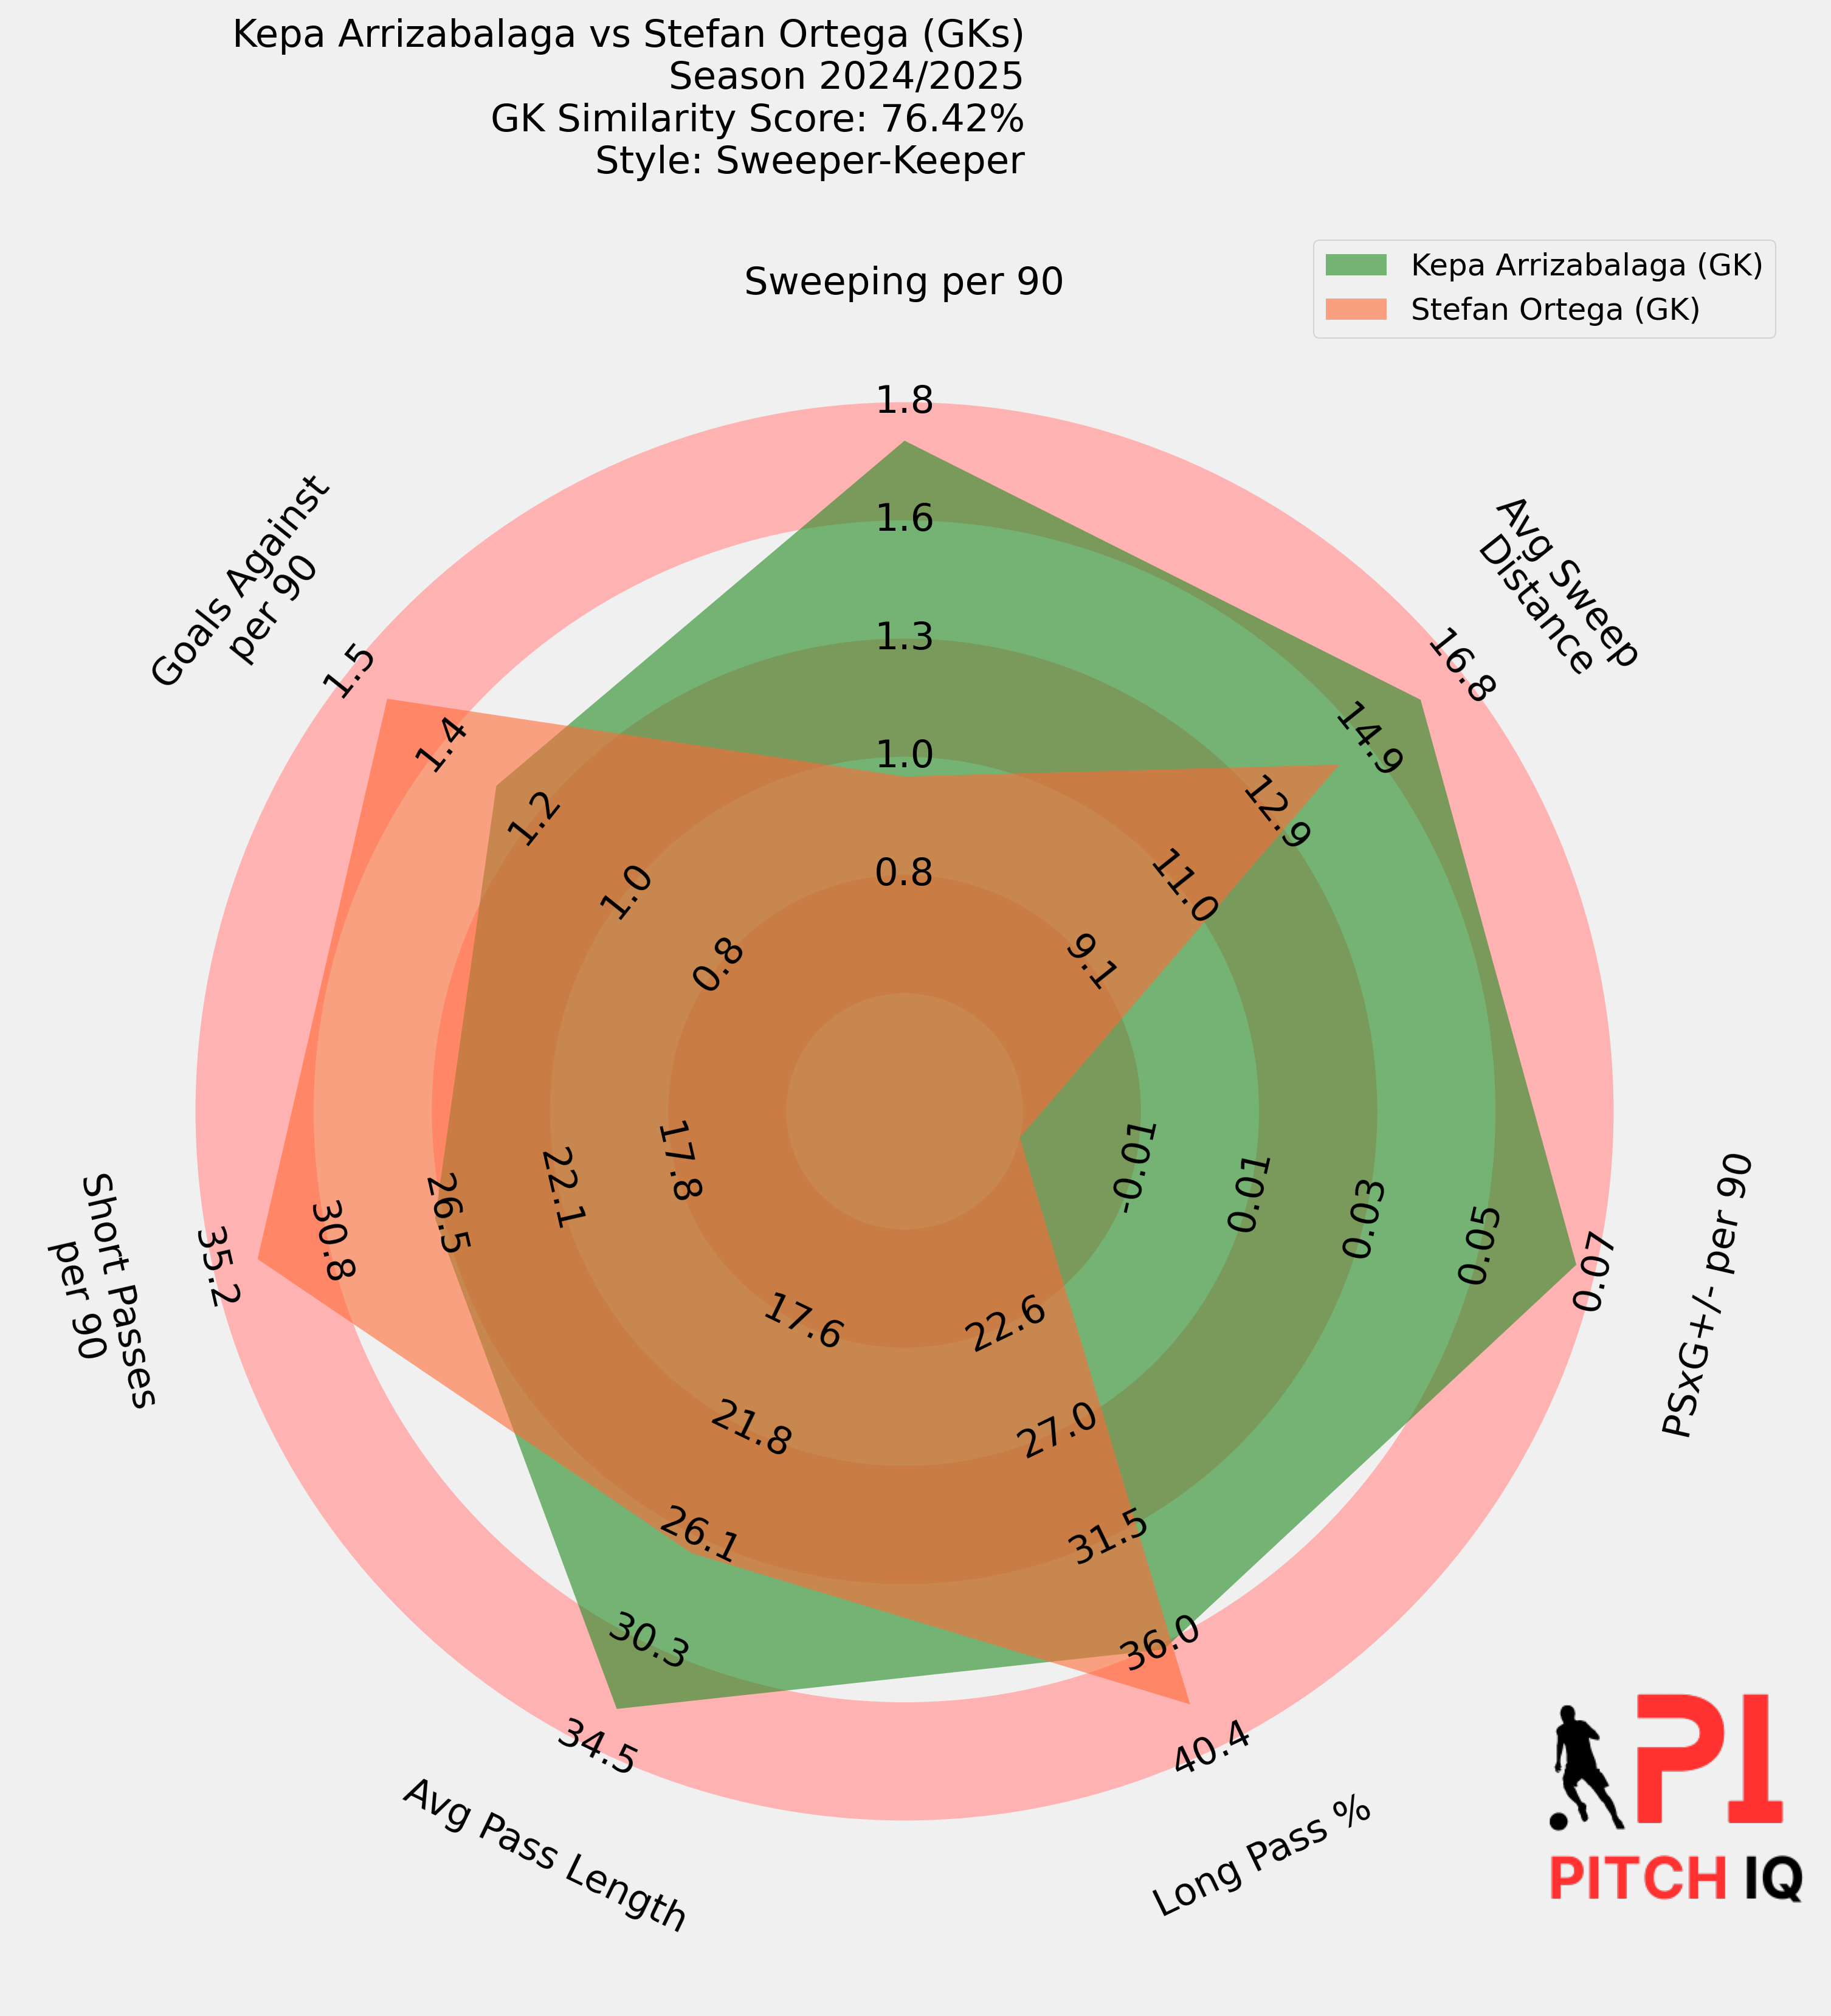 Kepa Arrizabalaga vs Stefan Ortega (GKs)
Season 2024/2025
GK Similarity Score: 76.42%
Style: Sweeper-Keeper
Kepa Arrizabalaga (GK)
Stefan Ortega (GK)
Sweeping per 90
1.8
1.6
1.3
1.0
0.8
Avg Sweep
Distance
16.8
14.9
12.9
11.0
9.1
PSxG+/- per 90
-0.01
0.01
0.03
0.05
0.07
Long Pass %
22.6
27.0
31.5
36.0
40.4
Avg Pass Length
17.6
21.8
26.1
30.3
34.5
Short Passes
per 90
17.8
22.1
26.5
30.8
35.2
Goals Against
per 90
1.5
1.4
1.2
1.0
0.8
PI
PITCH IQ